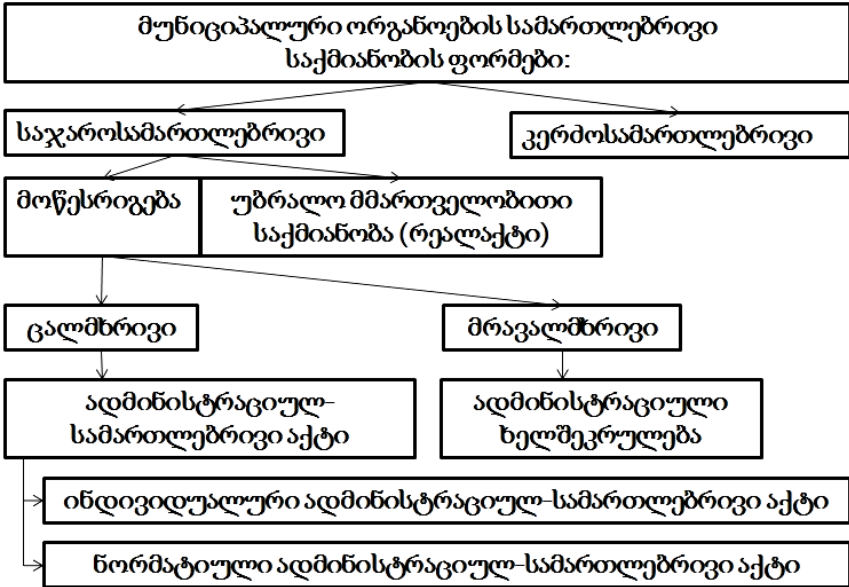 მუნიციპალური ორგანოების სამართლებრივი
საქმიანობის ფორმები:
საჯაროსამართლებრივი
კერძოსამართლებრივი
მოწესრიგება
უბრალო მმართველობითი
საქმიანობა (რეალაქტი)
ცალმხრივი
მრავალმხრივი
ადმინისტრაციულ-
სამართლებრივი აქტი
ადმინისტრაციული
ხელშეკრულება
ინდივიდუალური ადმინისტრაციულ-სამართლებრივი აქტი
ნორმატიული ადმინისტრაციულ-სამართლებრივი აქტი